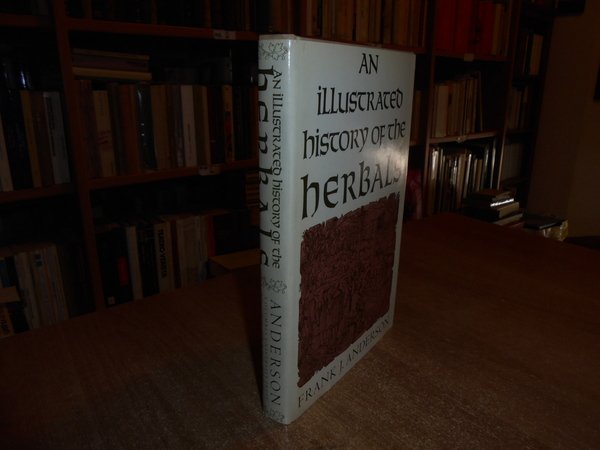 AN
ILLUSTRATED
HISTORY OF THE
HERBALS
FRANK J. ANDERSON
AN ILLUSTRATED HISTORY OF THE
HERBALS
ANDERSON